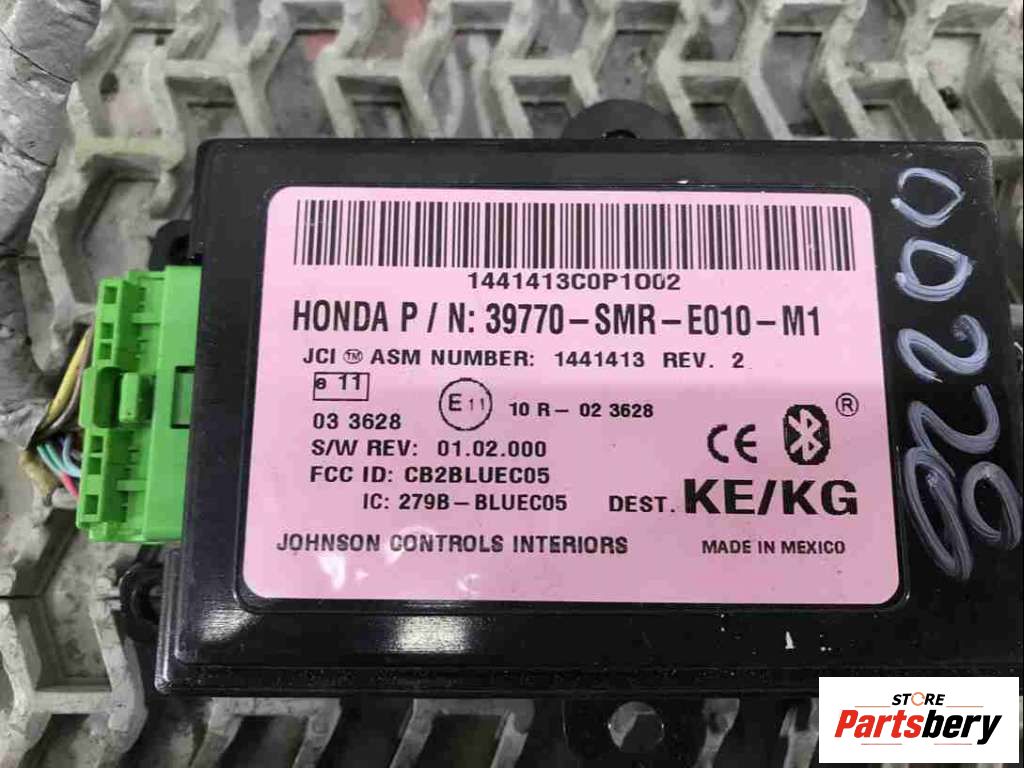 1441413C0P1002
HONDA P / N: 39770-SMR-E010-M1
JCI ™ ASM NUMBER: 1441413 REV. 2
e 11
E 11
10 R - 02 3628
03 3628
S/W REV: 01.02.000
CE
®
FCC ID: CB2BLUEC05
IC: 279B-BLUEC05
DEST. KE/KG
JOHNSON CONTROLS INTERIORS
MADE IN MEXICO
STORE
Partsbery